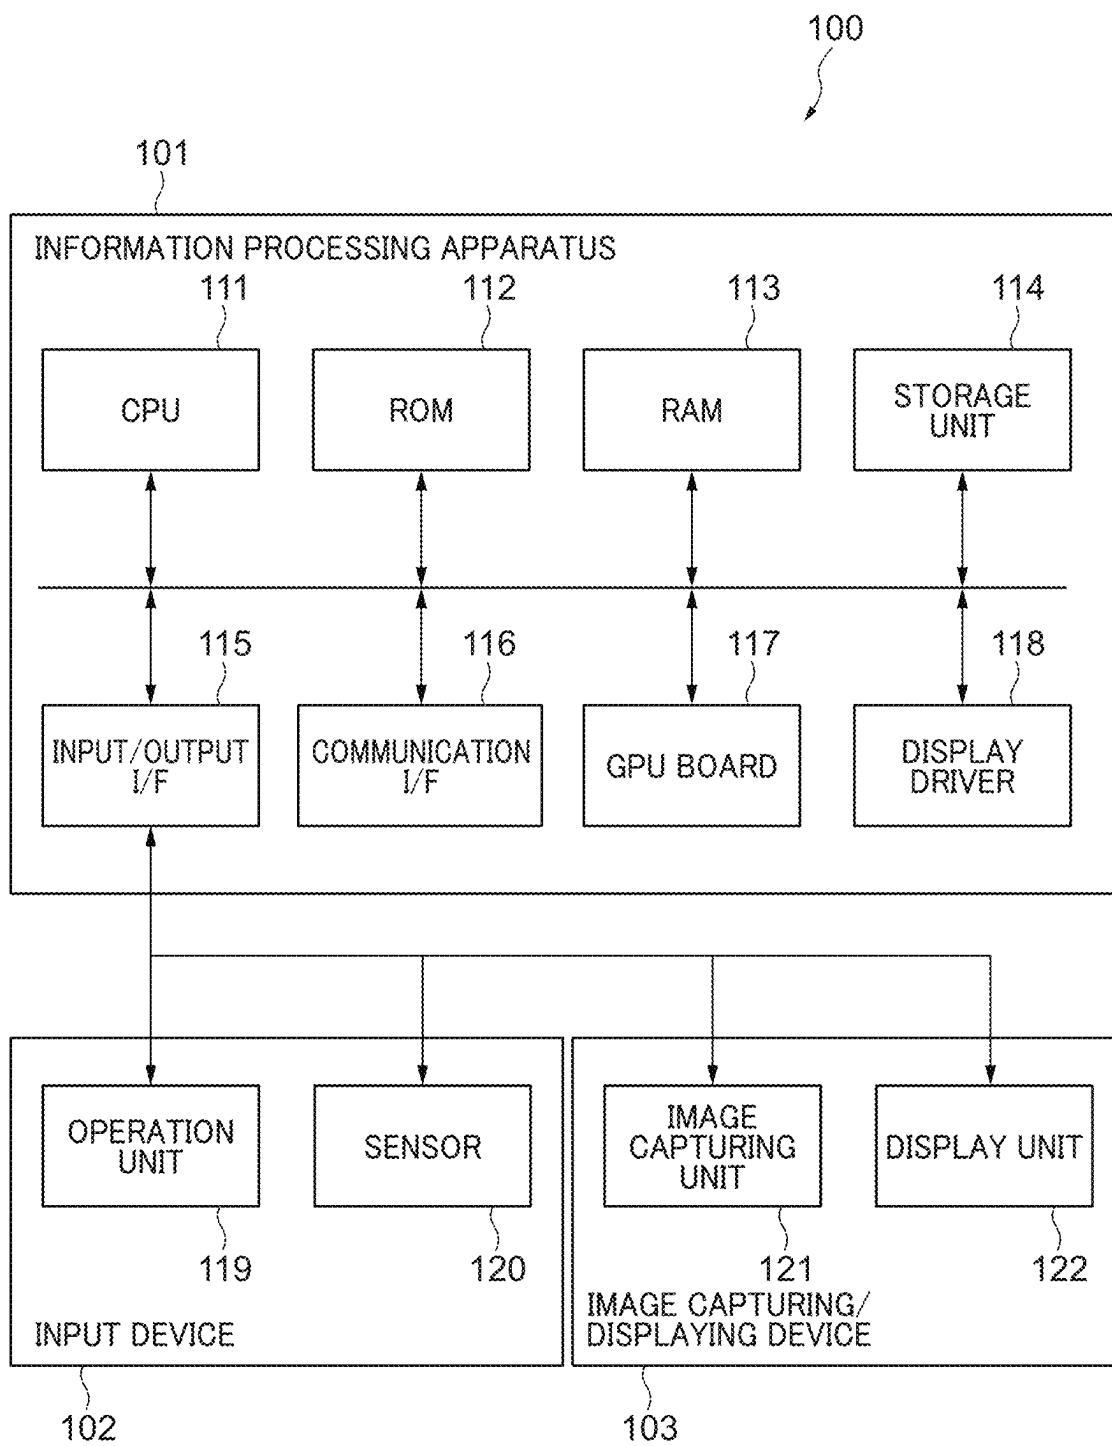 100
101
INFORMATION PROCESSING APPARATUS
111
112
113
114
CPU
ROM
RAM
STORAGE
UNIT
115
116
117
118
INPUT/OUTPUT
I/F
COMMUNICATION
I/F
GPU BOARD
DISPLAY
DRIVER
OPERATION
UNIT
SENSOR
IMAGE
CAPTURING
UNIT
DISPLAY UNIT
119
120
121
122
INPUT DEVICE
IMAGE CAPTURING/
DISPLAYING DEVICE
102
103